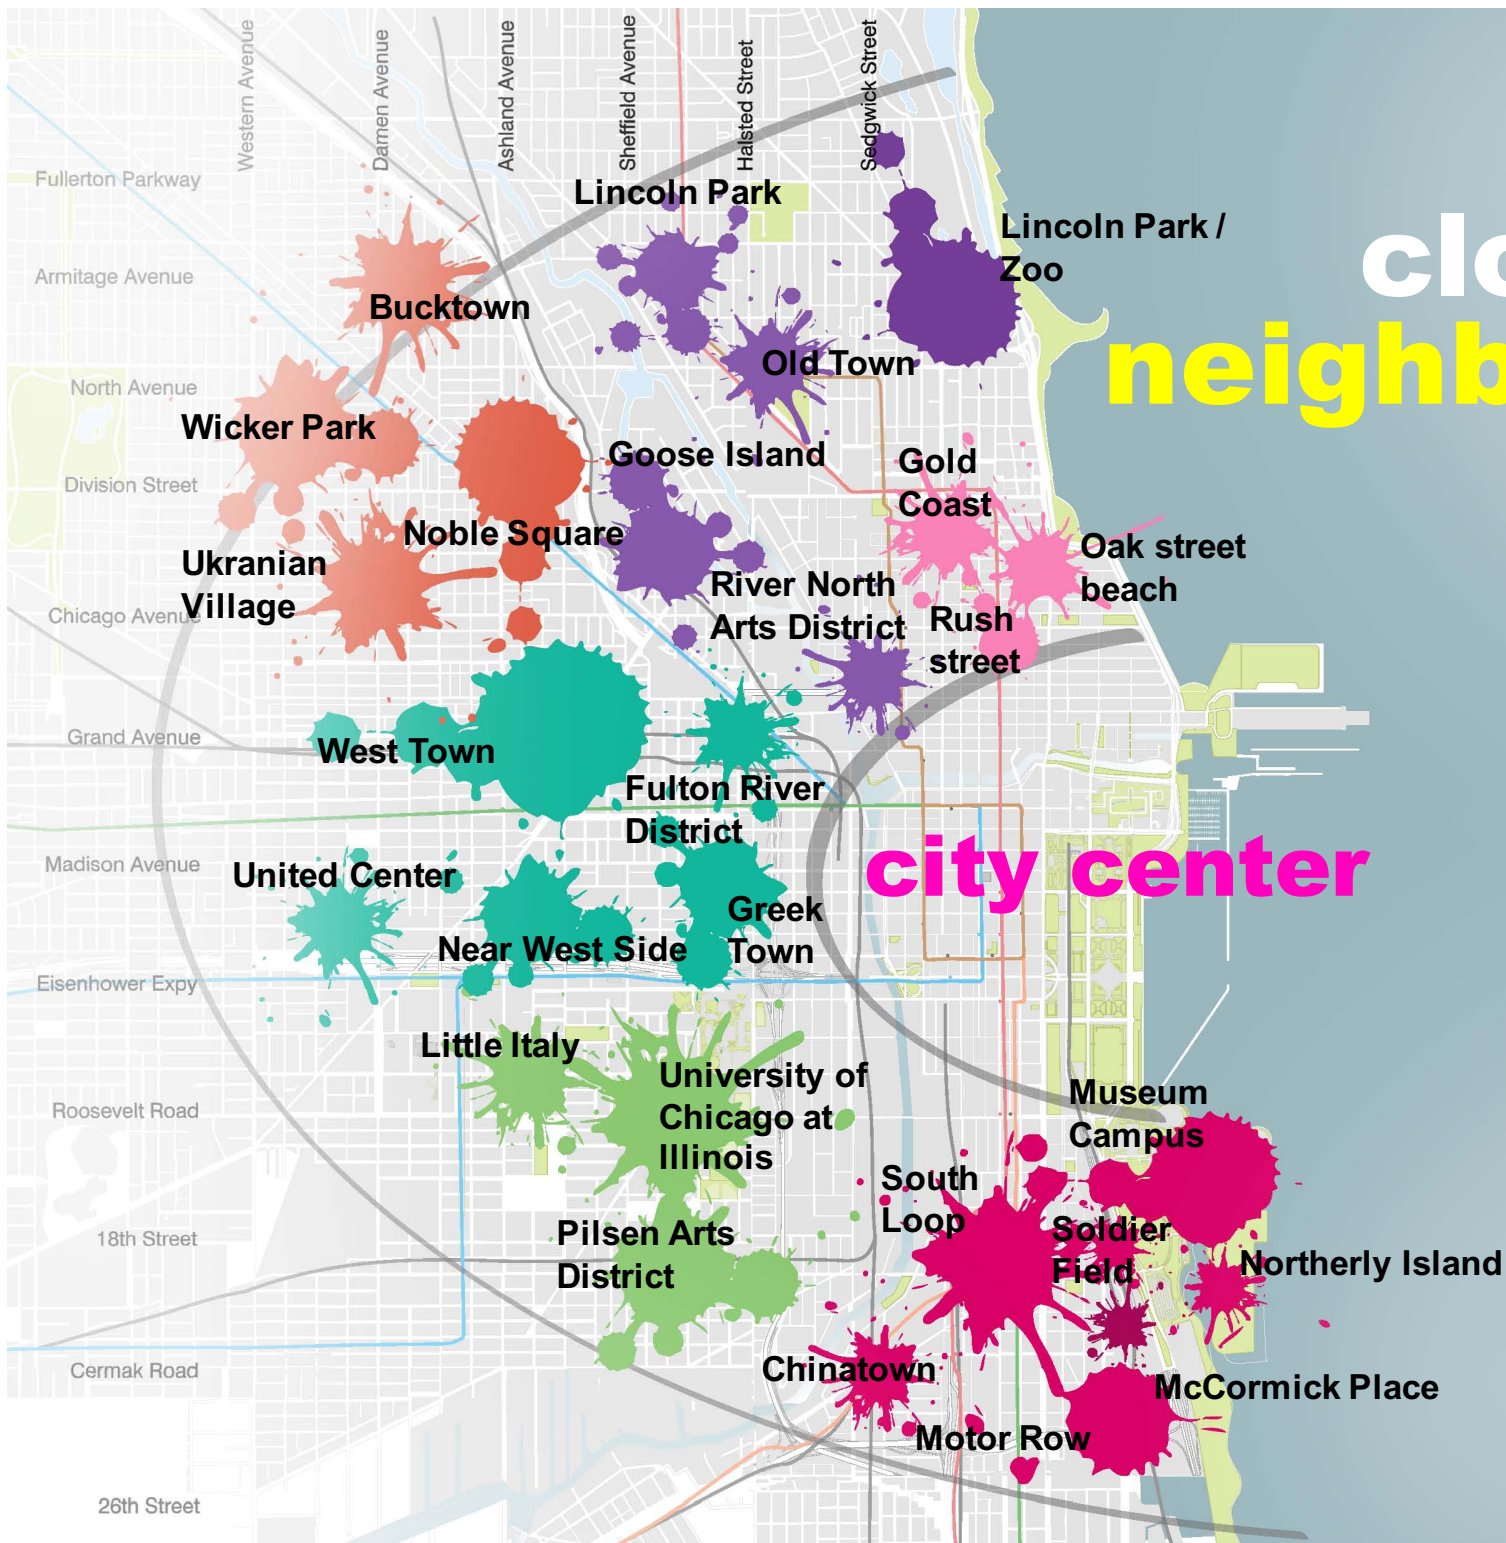 Western Avenue
Damen Avenue
Ashland Avenue
Sheffield Avenue
Halsted Street
Sedgwick Street
Fullerton Parkway
Lincoln Park
Lincoln Park /
Zoo
clo
Armitage Avenue
Bucktown
neighb
Old Town
North Avenue
Wicker Park
Goose Island
Gold
Coast
Division Street
Noble Square
Oak street
beach
Ukranian
Village
River North
Arts District
Rush
street
Chicago Avenue
Grand Avenue
West Town
Fulton River
District
Madison Avenue
city center
United Center
Greek
Town
Near West Side
Eisenhower Expy
Little Italy
University of
Chicago at
Illinois
Museum
Campus
Roosevelt Road
South
Loop
18th Street
Pilsen Arts
District
Soldier
Field
Northerly Island
Cermak Road
Chinatown
McCormick Place
Motor Row
26th Street